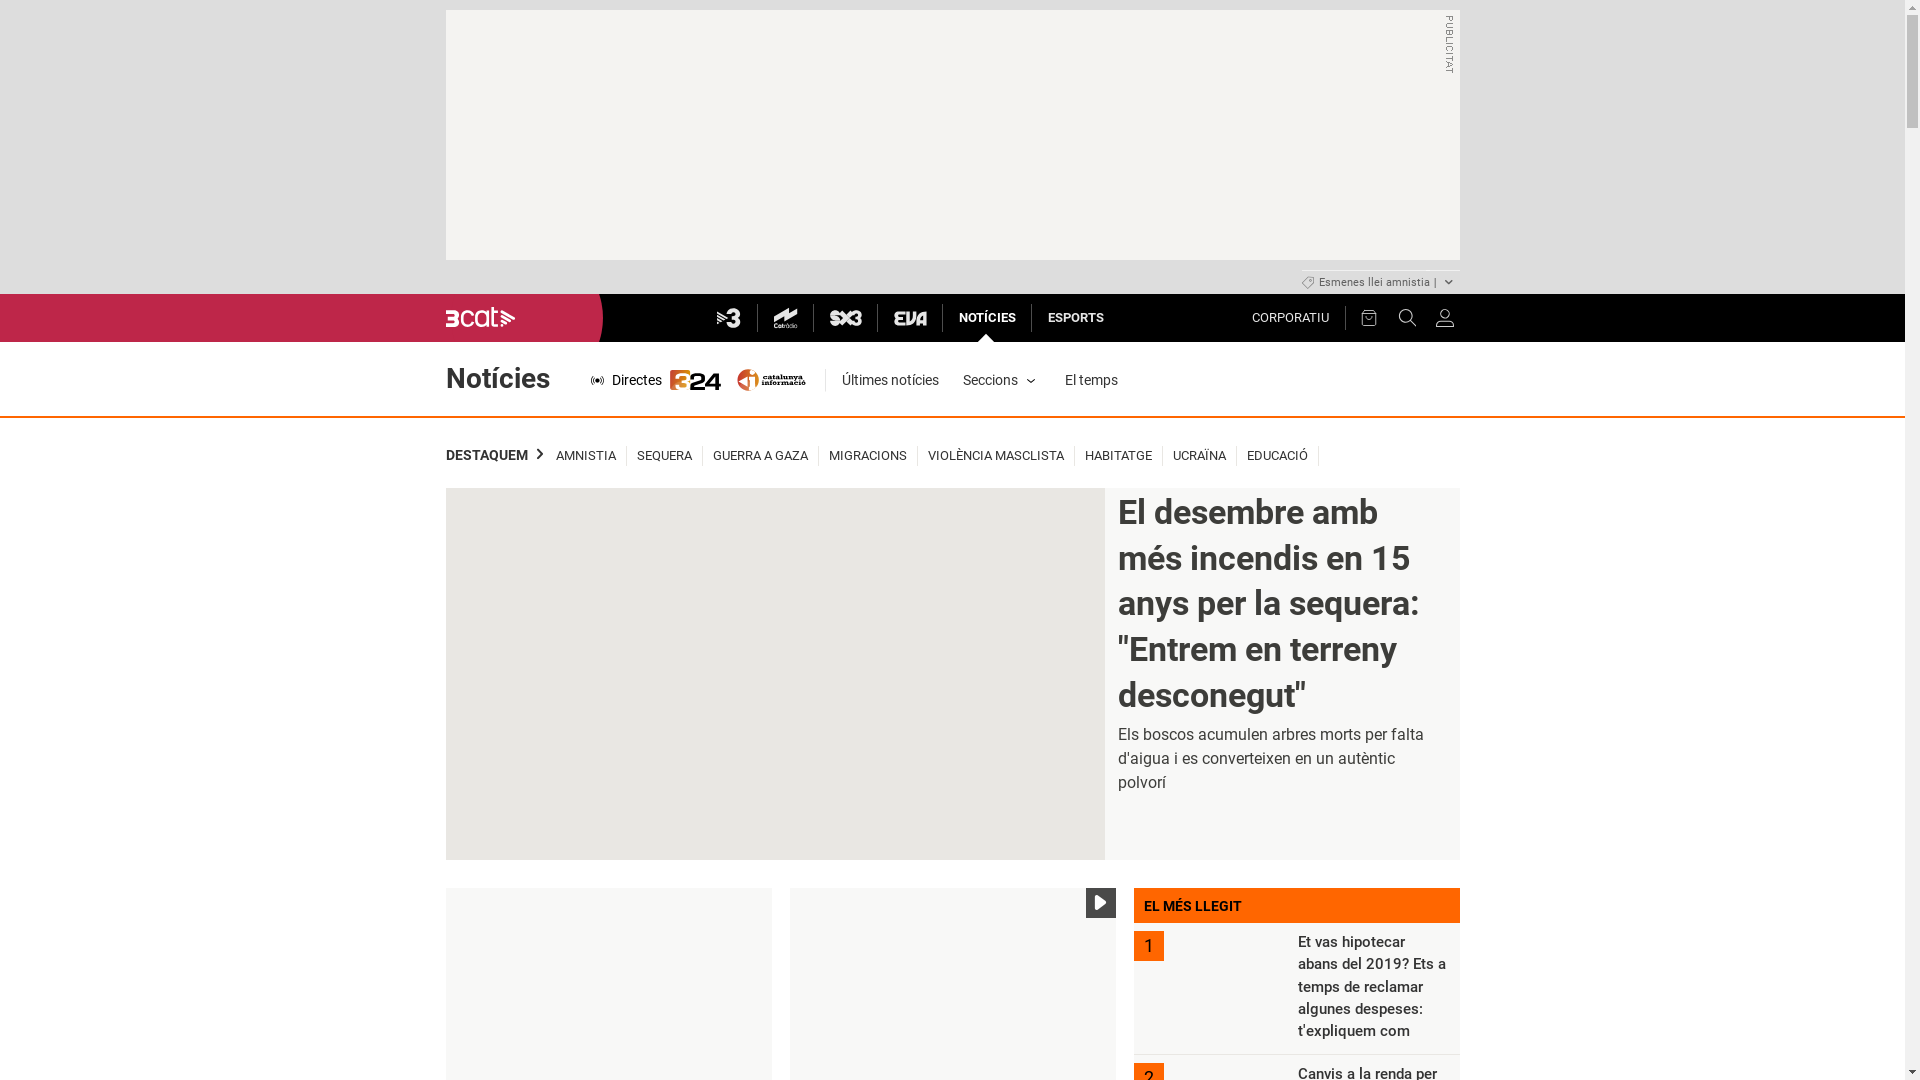 PUBLICITAT
Esmenes llei amnistia |
3cat
3
Catràdio
SX3
EVA
NOTÍCIES
ESPORTS
CORPORATIU
Notícies
Directes
324
catalunya
informació
Últimes notícies
Seccions
El temps
DESTAQUEM
AMNISTIA
SEQUERA
GUERRA A GAZA
MIGRACIONS
VIOLÈNCIA MASCLISTA
HABITATGE
UCRAÏNA
EDUCACIÓ
El desembre amb
més incendis en 15
anys per la sequera:
"Entrem en terreny
desconegut"
Els boscos acumulen arbres morts per falta
d'aigua i es converteixen en un autèntic
polvorí
EL MÉS LLEGIT
1
Et vas hipotecar
abans del 2019? Ets a
temps de reclamar
algunes despeses:
t'expliquem com
2
Canvis a la renda per